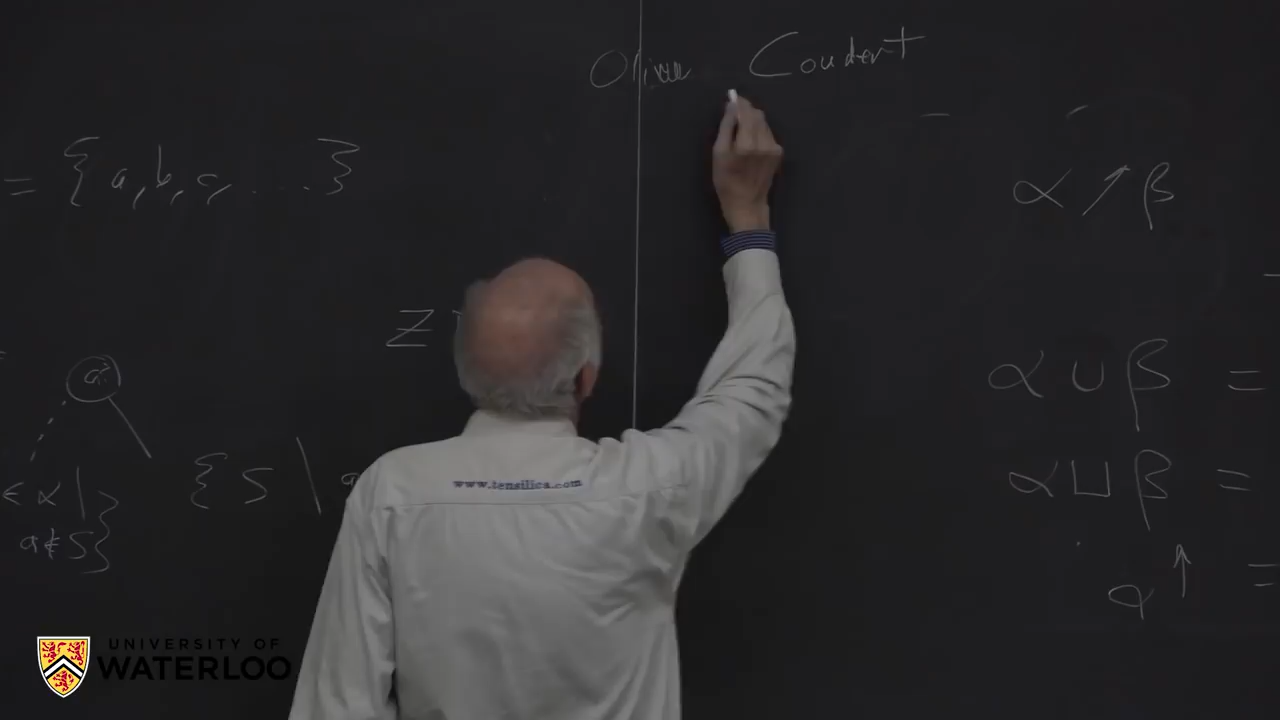 Olivier Coudert
= {a, b, c, ....}
α ↗ β
Z
a
α ∪ β =
{S \
www.tensilica.com
∈ α |
α ⊔ β =
a ∉ S}
α↑ =
UNIVERSITY OF
WATERLOO